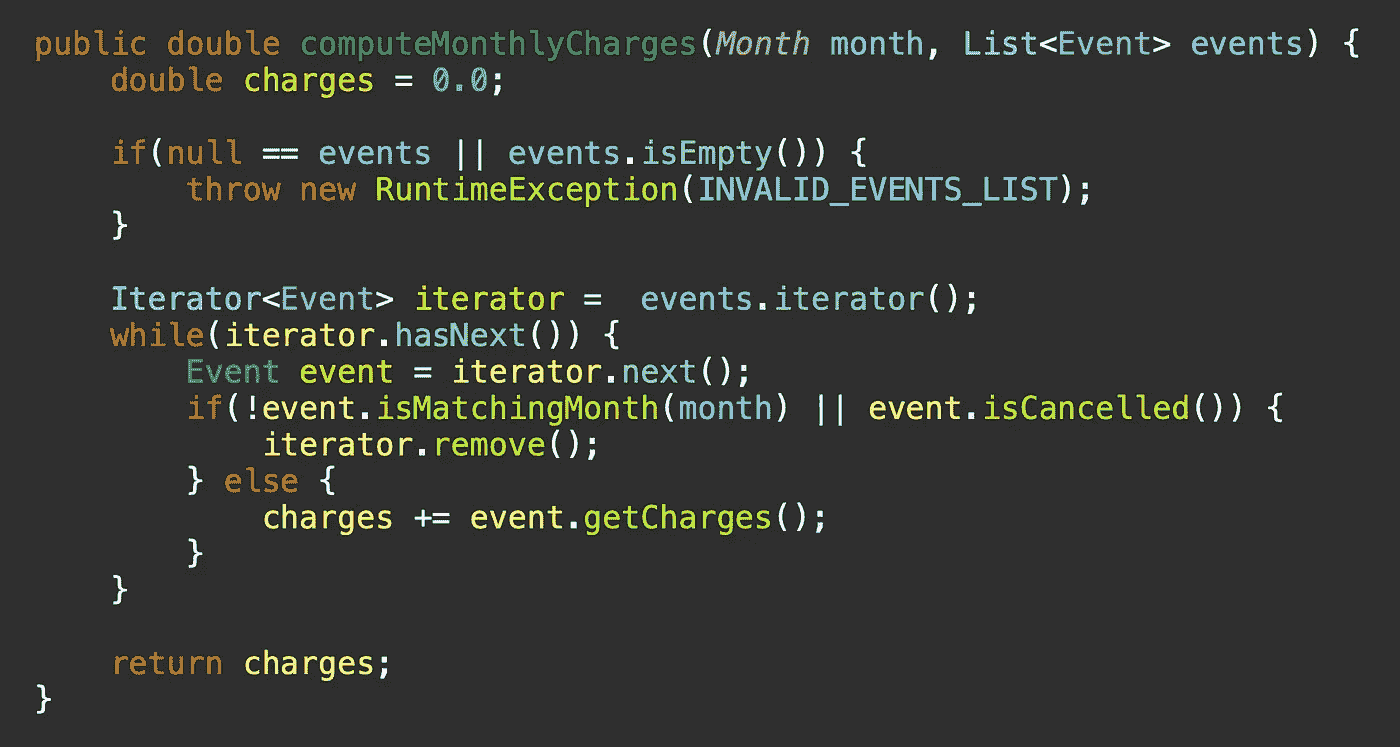 public double computeMonthlyCharges(Month month, List<Event> events) {
    double charges = 0.0;

    if(null == events || events.isEmpty()) {
        throw new RuntimeException(INVALID_EVENTS_LIST);
    }

    Iterator<Event> iterator =  events.iterator();
    while(iterator.hasNext()) {
        Event event = iterator.next();
        if(!event.isMatchingMonth(month) || event.isCancelled()) {
            iterator.remove();
        } else {
            charges += event.getCharges();
        }
    }

    return charges;
}